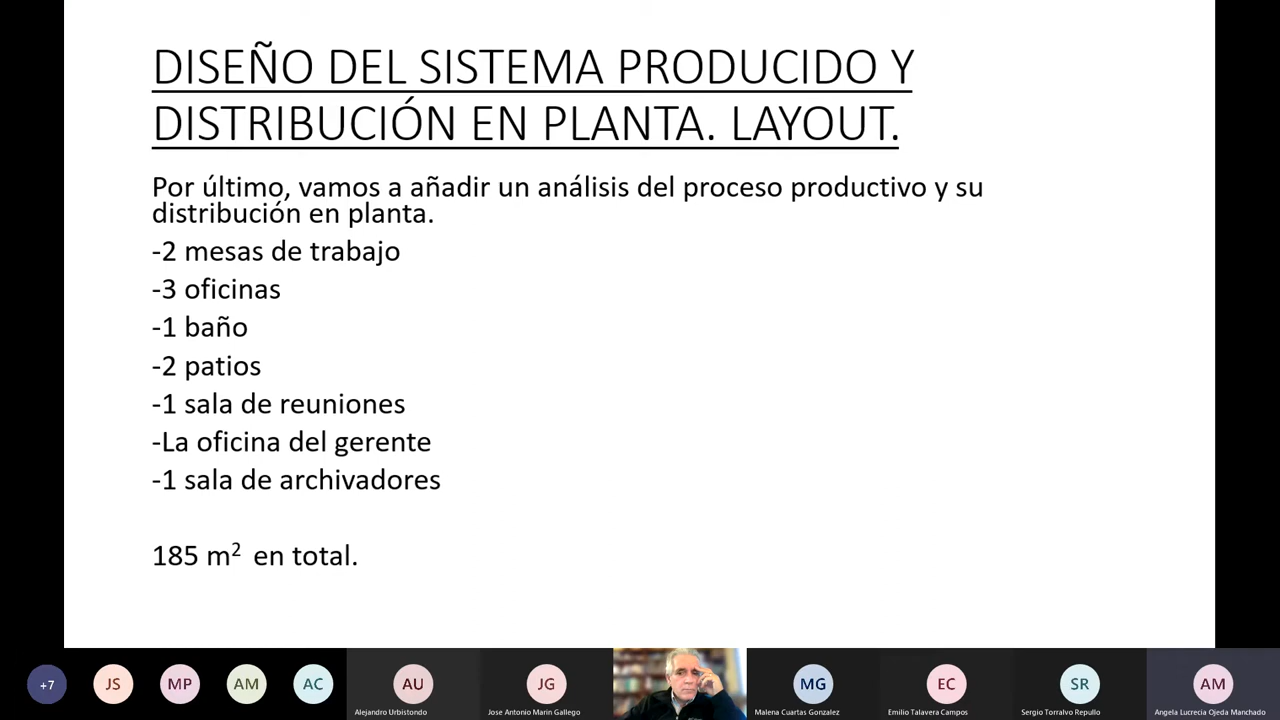 DISEÑO DEL SISTEMA PRODUCIDO Y
DISTRIBUCIÓN EN PLANTA. LAYOUT.
Por último, vamos a añadir un análisis del proceso productivo y su
distribución en planta.
-2 mesas de trabajo
-3 oficinas
-1 baño
-2 patios
-1 sala de reuniones
-La oficina del gerente
-1 sala de archivadores
185 m² en total.
+7 JS MP AM AC AU JG MG EC SR AM
Alejandro Urbistondo Jose Antonio Marin Gallego Malena Cuartas Gonzalez Emilio Talavera Campos Sergio Torralvo Repullo Angela Lucrecia Ojeda Manchado